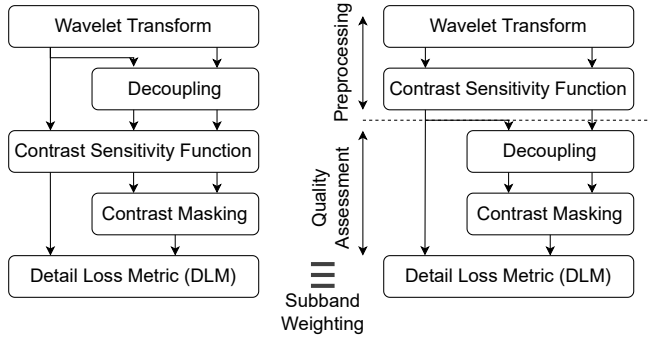 Wavelet Transform
Decoupling
Contrast Sensitivity Function
Contrast Masking
Detail Loss Metric (DLM)
Subband
Weighting
Preprocessing
Quality
Assessment
Wavelet Transform
Contrast Sensitivity Function
Decoupling
Contrast Masking
Detail Loss Metric (DLM)